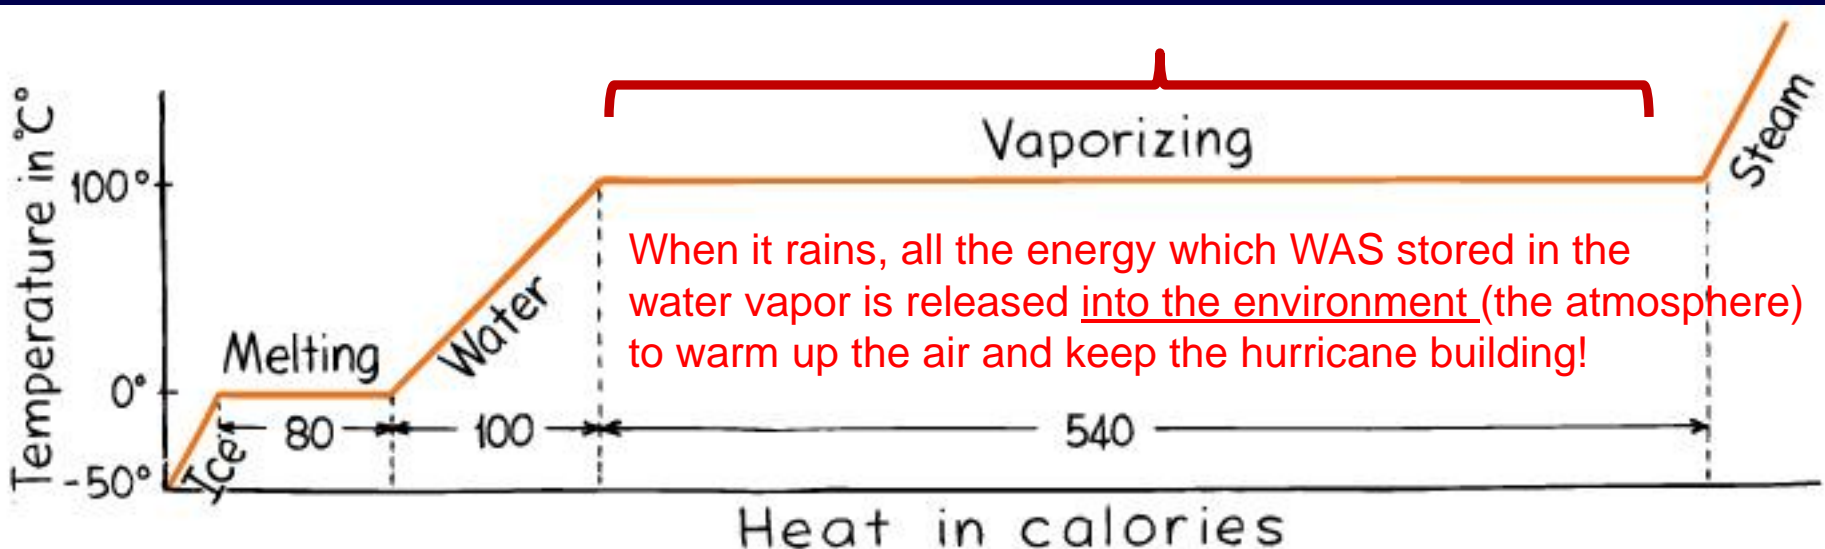 Temperature in °C°
100°
0°
-50°
Ice
Melting
Water
Vaporizing
Steam
When it rains, all the energy which WAS stored in the
water vapor is released into the environment (the atmosphere)
to warm up the air and keep the hurricane building!
80
100
540
Heat in calories